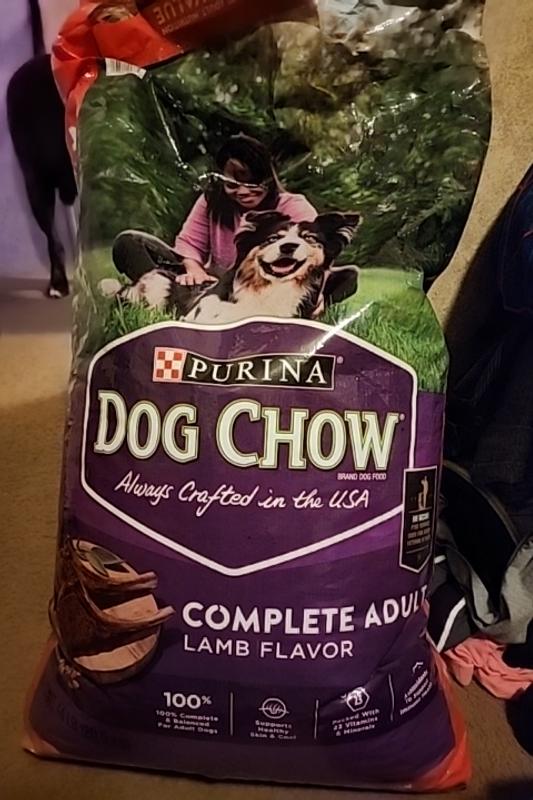 VALUE
PURINA
DOG CHOW
BRAND DOG FOOD
Always Crafted in the USA
COMPLETE ADULT
LAMB FLAVOR
100%
100% Complete
& Balanced
For Adult Dogs
Supports
Healthy
Skin & Coat
Packed With
23 Vitamins
& Minerals